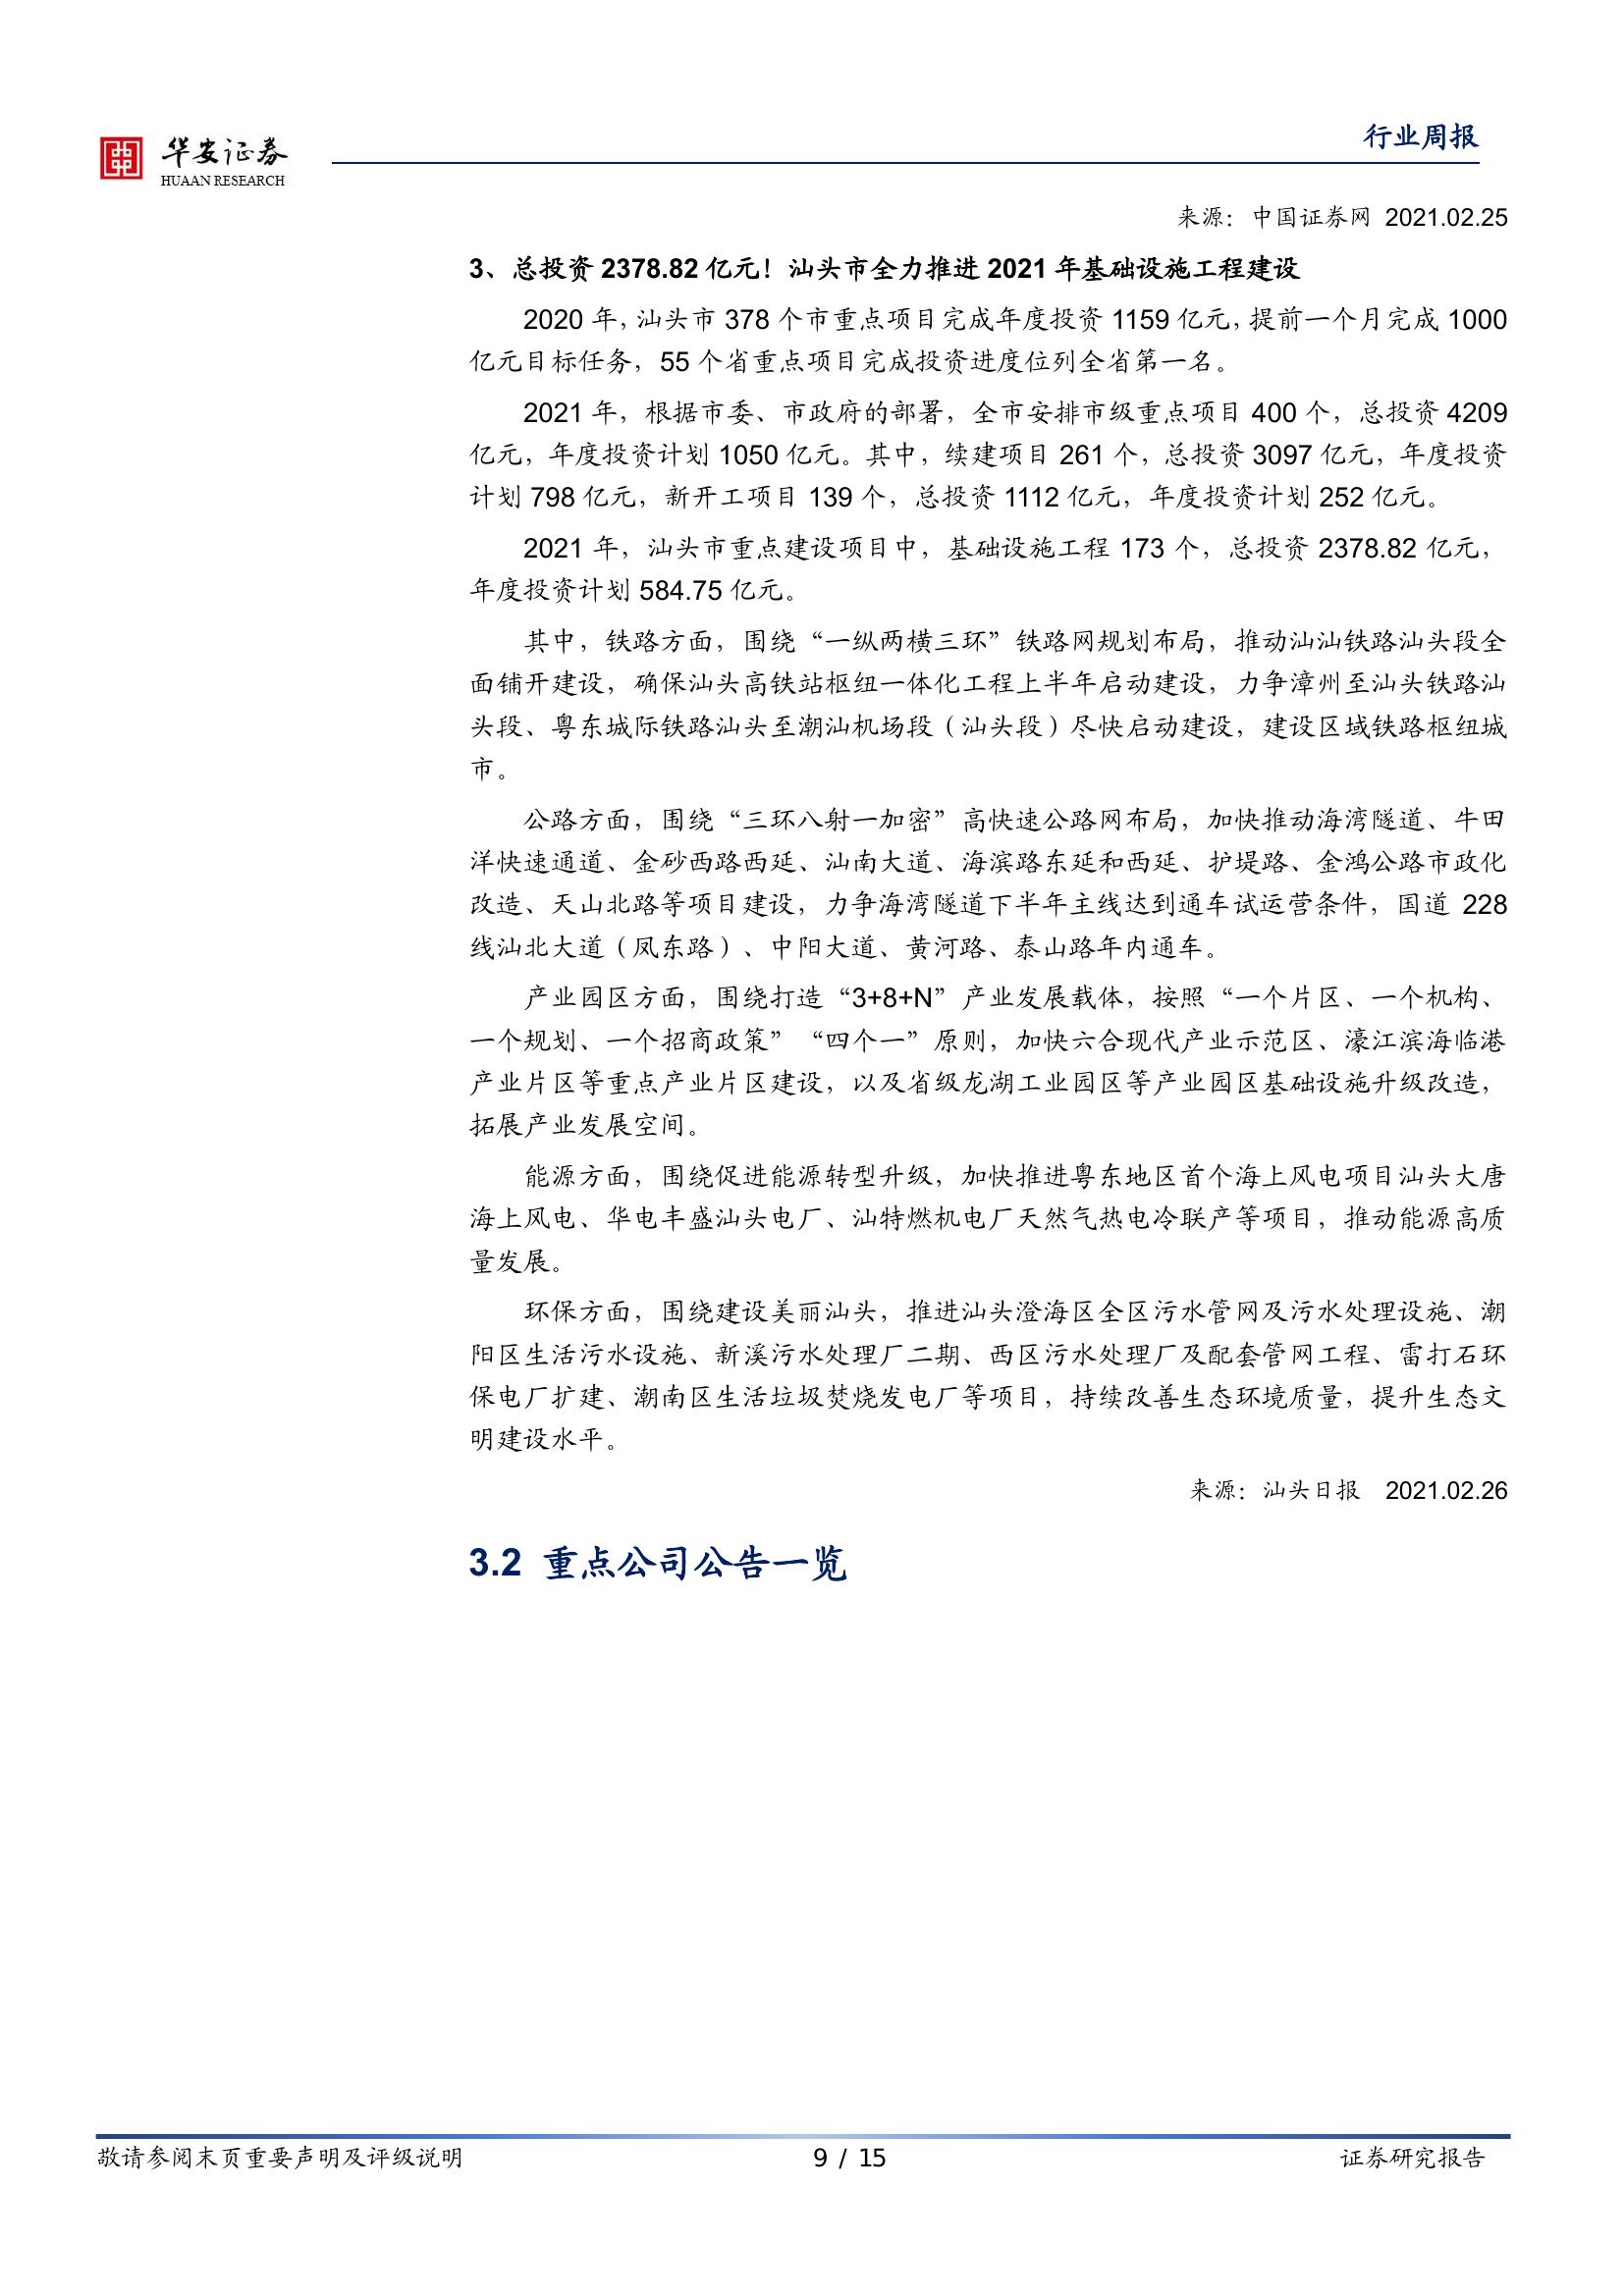 华安证券
HUAAN RESEARCH
行业周报
来源：中国证券网 2021.02.25
3、总投资 2378.82 亿元！汕头市全力推进 2021 年基础设施工程建设
2020 年，汕头市 378 个市重点项目完成年度投资 1159 亿元，提前一个月完成 1000
亿元目标任务，55 个省重点项目完成投资进度位列全省第一名。
2021 年，根据市委、市政府的部署，全市安排市级重点项目 400 个，总投资 4209
亿元，年度投资计划 1050 亿元。其中，续建项目 261 个，总投资 3097 亿元，年度投资
计划 798 亿元，新开工项目 139 个，总投资 1112 亿元，年度投资计划 252 亿元。
2021 年，汕头市重点建设项目中，基础设施工程 173 个，总投资 2378.82 亿元，
年度投资计划 584.75 亿元。
其中，铁路方面，围绕“一纵两横三环”铁路网规划布局，推动汕汕铁路汕头段全
面铺开建设，确保汕头高铁站枢纽一体化工程上半年启动建设，力争漳州至汕头铁路汕
头段、粤东城际铁路汕头至潮汕机场段（汕头段）尽快启动建设，建设区域铁路枢纽城
市。
公路方面，围绕“三环八射一加密”高快速公路网布局，加快推动海湾隧道、牛田
洋快速通道、金砂西路西延、汕南大道、海滨路东延和西延、护堤路、金鸿公路市政化
改造、天山北路等项目建设，力争海湾隧道下半年主线达到通车试运营条件，国道 228
线汕北大道（凤东路）、中阳大道、黄河路、泰山路年内通车。
产业园区方面，围绕打造“3+8+N”产业发展载体，按照“一个片区、一个机构、
一个规划、一个招商政策”“四个一”原则，加快六合现代产业示范区、濠江滨海临港
产业片区等重点产业片区建设，以及省级龙湖工业园区等产业园区基础设施升级改造，
拓展产业发展空间。
能源方面，围绕促进能源转型升级，加快推进粤东地区首个海上风电项目汕头大唐
海上风电、华电丰盛汕头电厂、汕特燃机电厂天然气热电冷联产等项目，推动能源高质
量发展。
环保方面，围绕建设美丽汕头，推进汕头澄海区全区污水管网及污水处理设施、潮
阳区生活污水设施、新溪污水处理厂二期、西区污水处理厂及配套管网工程、雷打石环
保电厂扩建、潮南区生活垃圾焚烧发电厂等项目，持续改善生态环境质量，提升生态文
明建设水平。
来源：汕头日报 2021.02.26
3.2 重点公司公告一览
敬请参阅末页重要声明及评级说明
9 / 15
证券研究报告